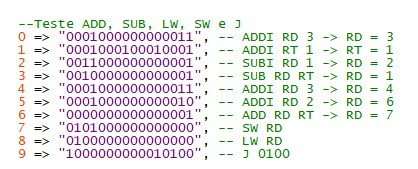 --Teste ADD, SUB, LW, SW e J
0 => "0001000000000011", -- ADDI RD 3 -> RD = 3
1 => "0001000100010001", -- ADDI RT 1 -> RT = 1
2 => "0011000000000001", -- SUBI RD 1 -> RD = 2
3 => "0010000000000001", -- SUB RD RT -> RD = 1
4 => "0001000000000011", -- ADDI RD 3 -> RD = 4
5 => "0001000000000010", -- ADDI RD 2 -> RD = 6
6 => "0000000000000001", -- ADD RD RT -> RD = 7
7 => "0101000000000000", -- SW RD
8 => "0100000000000000", -- LW RD
9 => "1000000000010100", -- J 0100